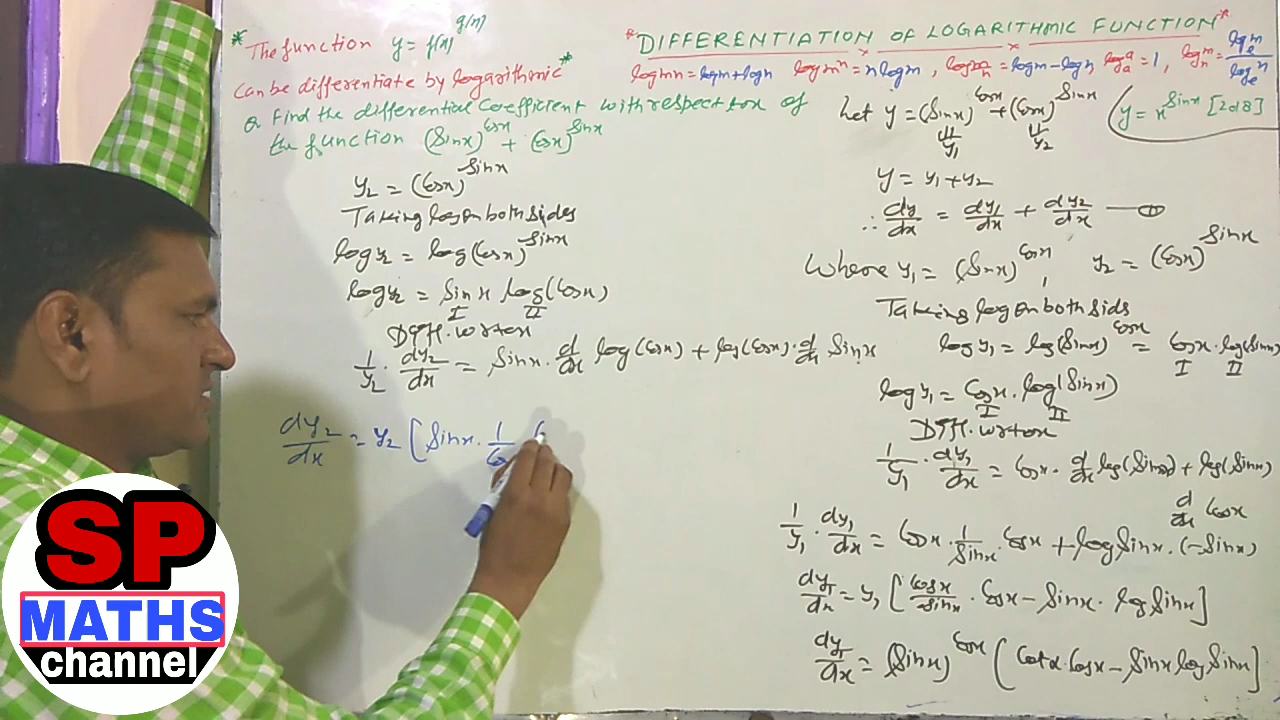 * The function y = f(x)^g(x)
Can be differentiate by logarithmic *
* DIFFERENTIATION OF LOGARITHMIC FUNCTION *
log mn = log m + log n log m^n = n log m, log m/n = log m - log n, log_a a = 1, log_n m = log_e m / log_e n
Q Find the differential Coefficient with respect to x of
the function (Sinx)^Cosx + (Cosx)^Sinx
y₂ = (Cosx)^Sinx
Taking log on both sides
log y₂ = log (Cosx)^Sinx
log y₂ = Sin x log (Cosx)
I II
Diff. w.r.to x
1/y₂ · dy₂/dx = Sinx · d/dx log (Cosx) + log (Cosx) · d/dx Sinx
dy₂/dx = y₂ [ Sinx · 1/Cos
Let y = (Sinx)^Cosx + (Cosx)^Sinx
y₁ y₂
y = x^Sinx [2018]
y = y₁ + y₂
∴ dy/dx = dy₁/dx + dy₂/dx — ①
Where y₁ = (Sinx)^Cosx, y₂ = (Cosx)^Sinx
Taking log on both sids
log y₁ = log (Sinx)^Cosx = Cosx · log (Sinx)
I II
log y₁ = Cosx · log (Sinx)
I II
Diff. w.r.to x
1/y₁ · dy₁/dx = Cosx · d/dx log (Sinx) + log (Sinx)
d/dx Cosx
1/y₁ · dy₁/dx = Cosx · 1/Sinx · Cosx + log Sinx · (-Sinx)
dy₁/dx = y₁ [ Cosx/Sinx · Cosx - Sinx · log Sinx ]
dy₁/dx = (Sinx)^Cosx [ Cotx Cosx - Sinx log Sinx ]
SP
MATHS
channel